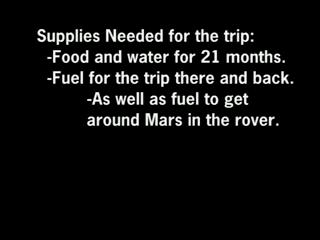 Supplies Needed for the trip:
-Food and water for 21 months.
-Fuel for the trip there and back.
-As well as fuel to get
around Mars in the rover.